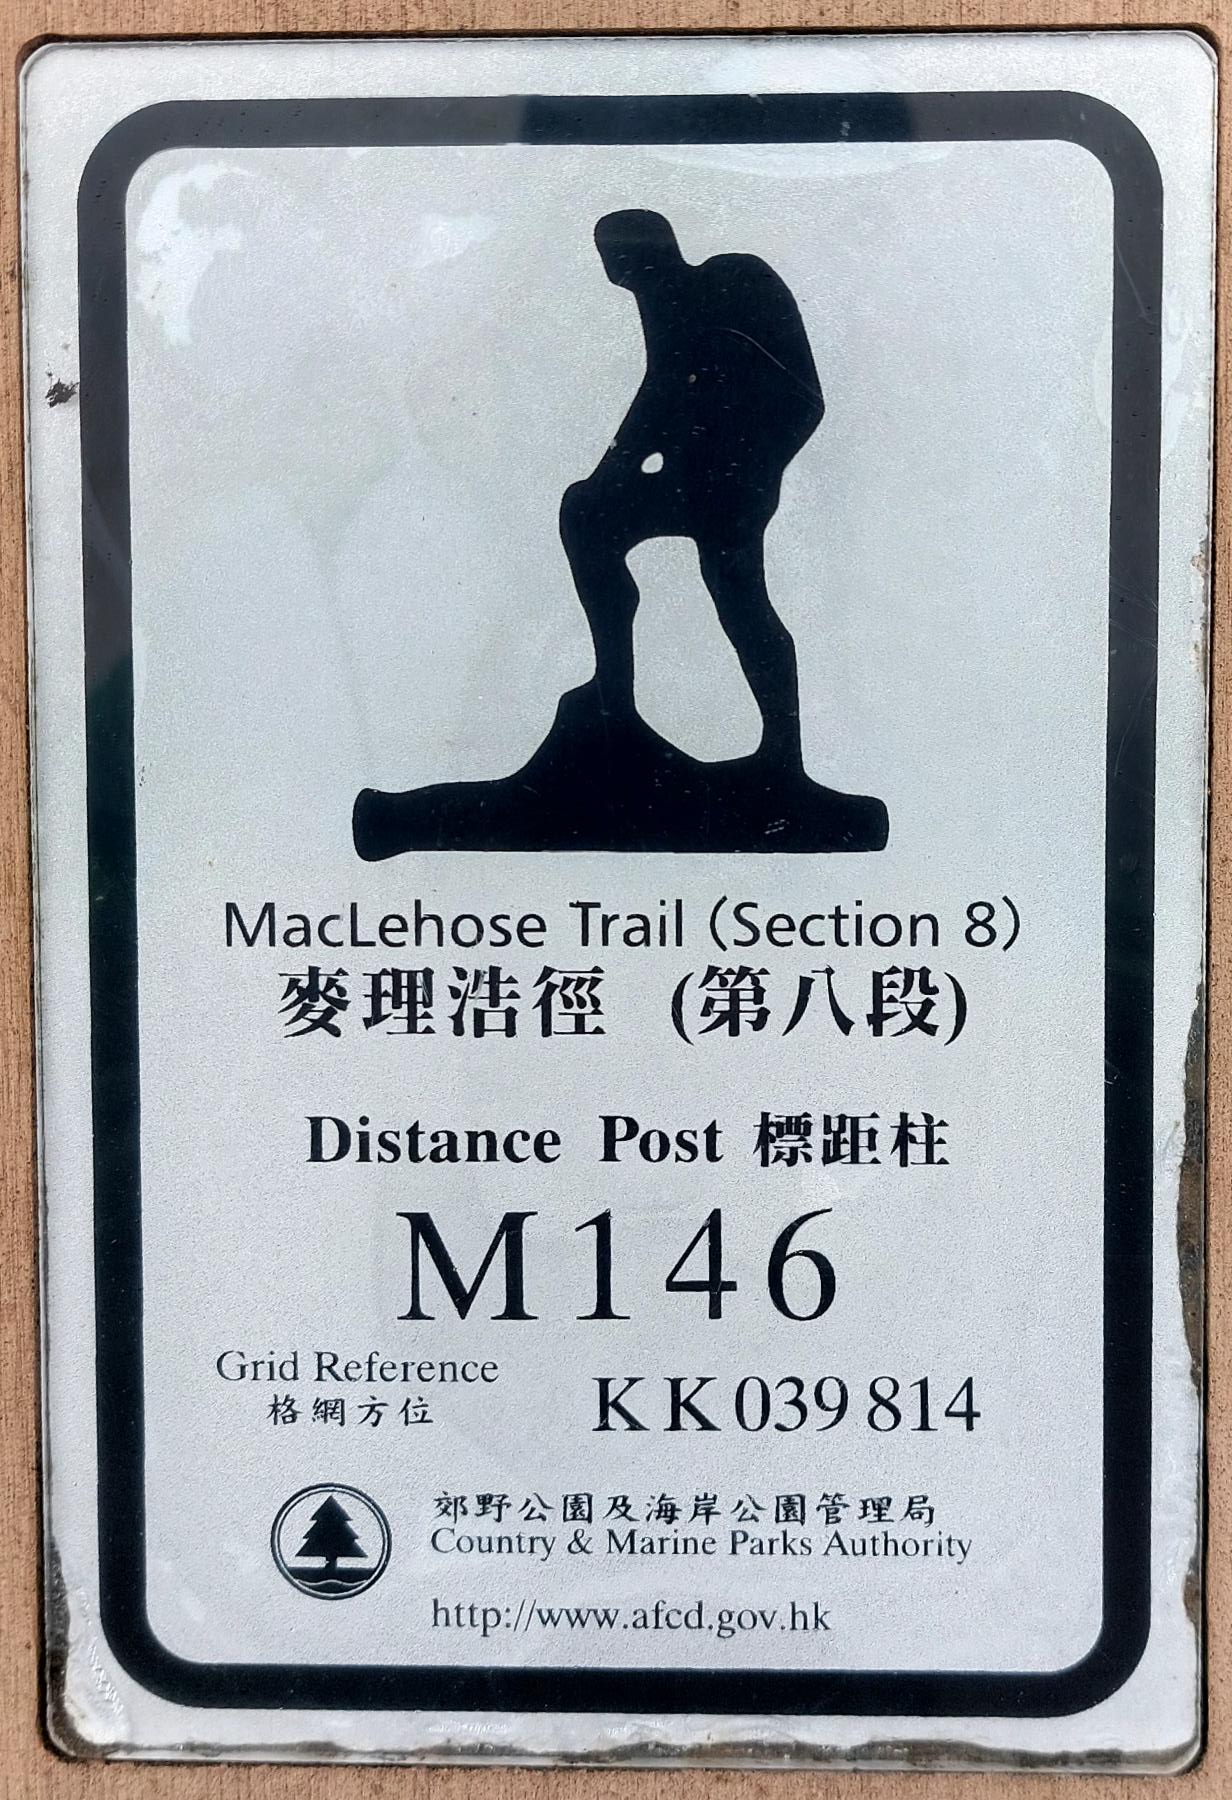 MacLehose Trail (Section 8)
麥理浩徑 (第八段)
Distance Post 標距柱
M146
Grid Reference
格網方位
KK039814
郊野公園及海岸公園管理局
Country & Marine Parks Authority
http://www.afcd.gov.hk